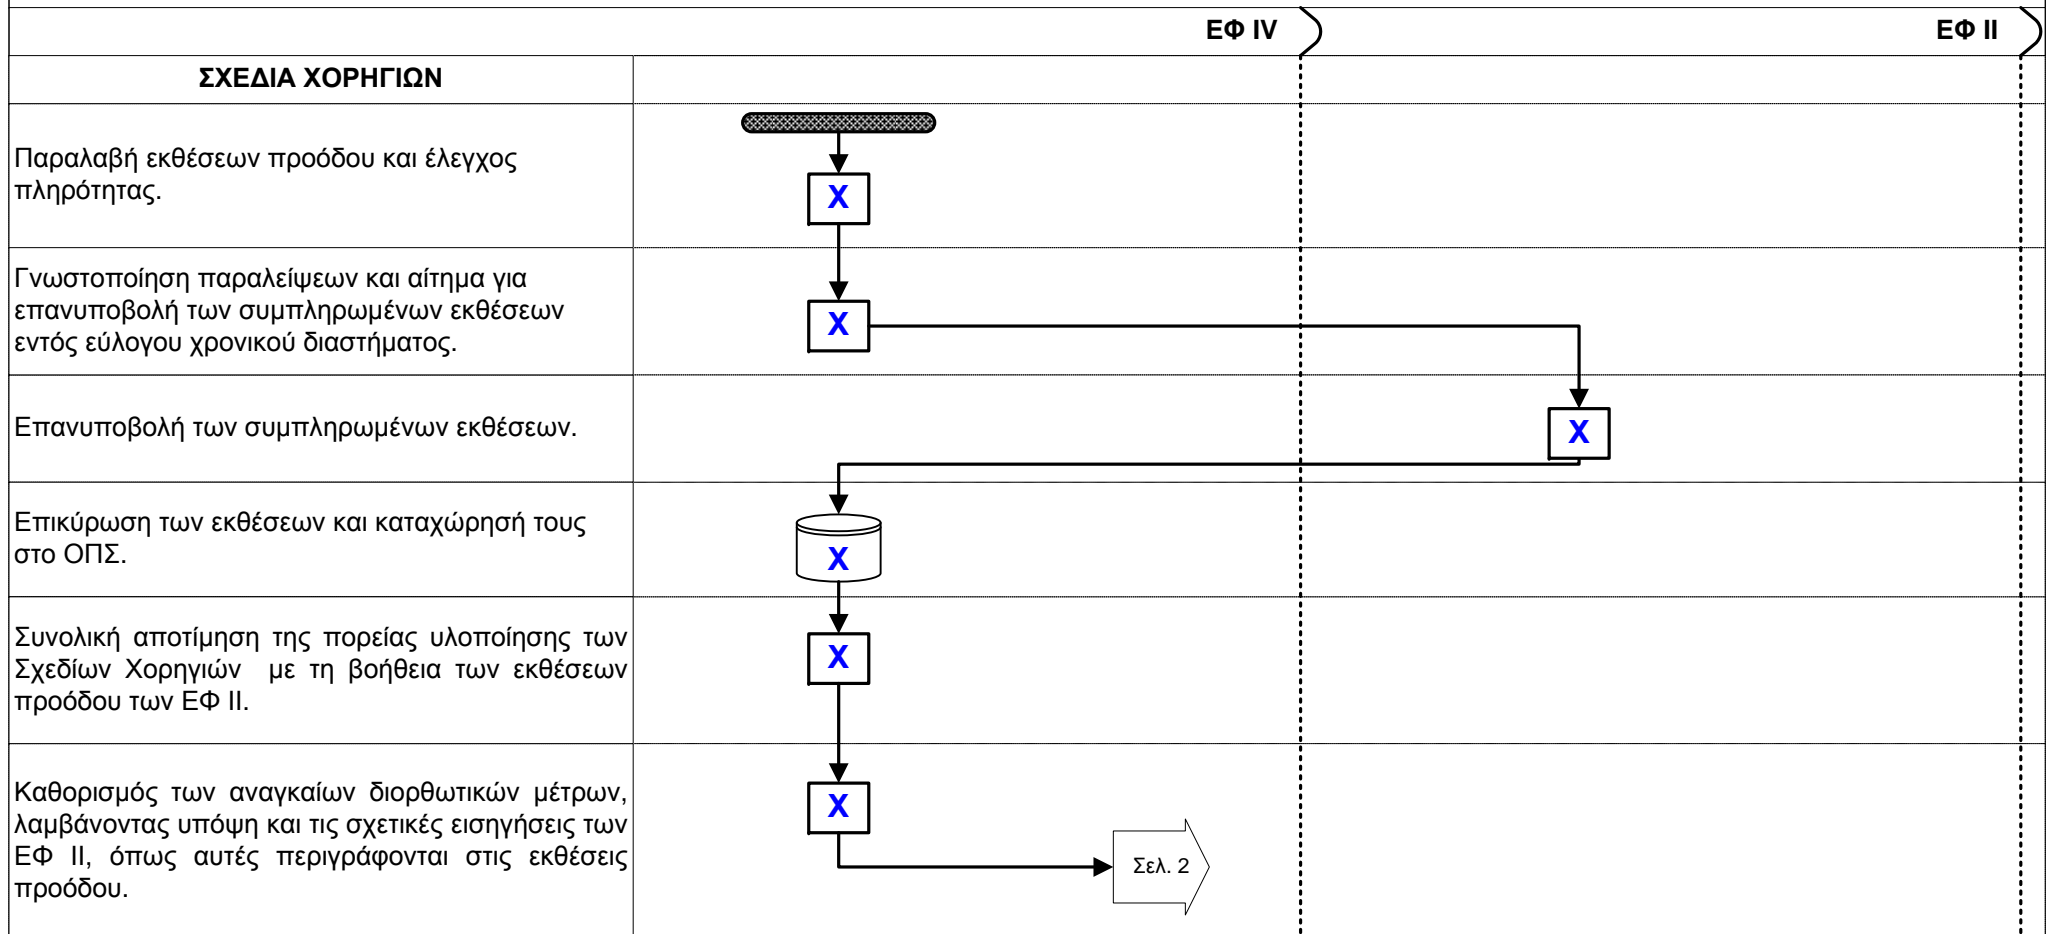 ΕΦ IV
ΕΦ II
ΣΧΕΔΙΑ ΧΟΡΗΓΙΩΝ
Παραλαβή εκθέσεων προόδου και έλεγχος
πληρότητας.
X
Γνωστοποίηση παραλείψεων και αίτημα για
επανυποβολή των συμπληρωμένων εκθέσεων
εντός εύλογου χρονικού διαστήματος.
X
Επανυποβολή των συμπληρωμένων εκθέσεων.
X
Επικύρωση των εκθέσεων και καταχώρησή τους
στο ΟΠΣ.
X
Συνολική αποτίμηση της πορείας υλοποίησης των
Σχεδίων Χορηγιών με τη βοήθεια των εκθέσεων
προόδου των ΕΦ II.
X
Καθορισμός των αναγκαίων διορθωτικών μέτρων,
λαμβάνοντας υπόψη και τις σχετικές εισηγήσεις των
ΕΦ II, όπως αυτές περιγράφονται στις εκθέσεις
προόδου.
X
Σελ. 2